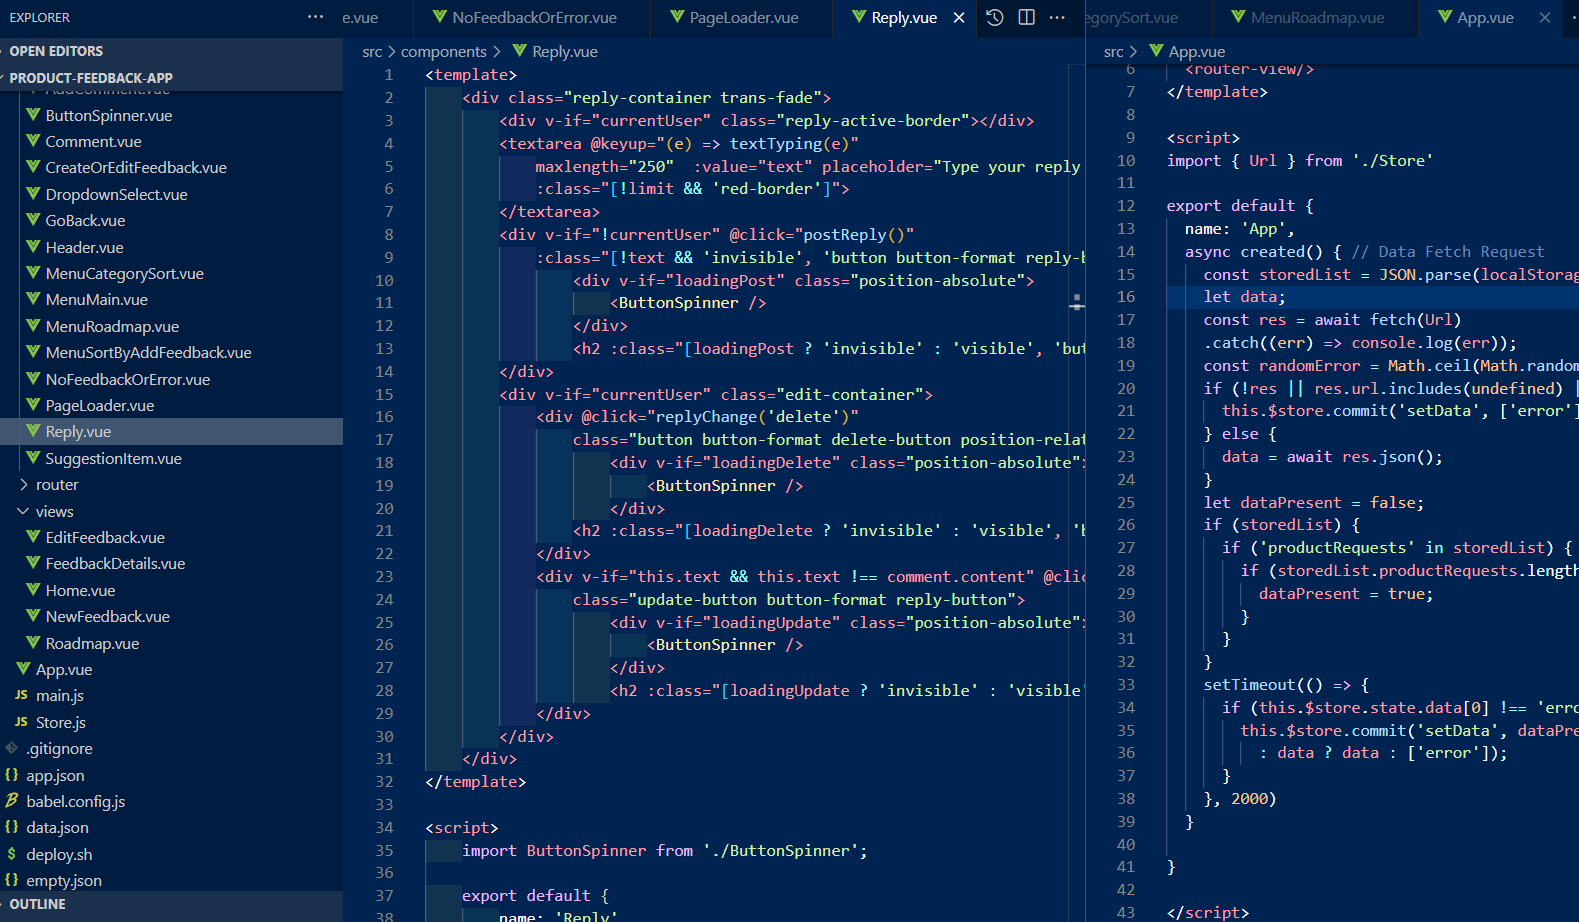 EXPLORER
OPEN EDITORS
PRODUCT-FEEDBACK-APP
AddComment.vue
ButtonSpinner.vue
Comment.vue
CreateOrEditFeedback.vue
DropdownSelect.vue
GoBack.vue
Header.vue
MenuCategorySort.vue
MenuMain.vue
MenuRoadmap.vue
MenuSortByAddFeedback.vue
NoFeedbackOrError.vue
PageLoader.vue
Reply.vue
SuggestionItem.vue
router
views
EditFeedback.vue
FeedbackDetails.vue
Home.vue
NewFeedback.vue
Roadmap.vue
App.vue
JS main.js
JS Store.js
.gitignore
{} app.json
babel.config.js
{} data.json
$ deploy.sh
{} empty.json
OUTLINE
e.vue NoFeedbackOrError.vue PageLoader.vue Reply.vue
src > components > Reply.vue
1 <template>
2 <div class="reply-container trans-fade">
3 <div v-if="currentUser" class="reply-active-border"></div>
4 <textarea @keyup="(e) => textTyping(e)"
5 maxlength="250" :value="text" placeholder="Type your reply
6 :class="[!limit && 'red-border']">
7 </textarea>
8 <div v-if="!currentUser" @click="postReply()"
9 :class="[!text && 'invisible', 'button button-format reply-b
10 <div v-if="loadingPost" class="position-absolute">
11 <ButtonSpinner />
12 </div>
13 <h2 :class="[loadingPost ? 'invisible' : 'visible', 'but
14 </div>
15 <div v-if="currentUser" class="edit-container">
16 <div @click="replyChange('delete')"
17 class="button button-format delete-button position-relat
18 <div v-if="loadingDelete" class="position-absolute">
19 <ButtonSpinner />
20 </div>
21 <h2 :class="[loadingDelete ? 'invisible' : 'visible', 'b
22 </div>
23 <div v-if="this.text && this.text !== comment.content" @clic
24 class="update-button button-format reply-button">
25 <div v-if="loadingUpdate" class="position-absolute">
26 <ButtonSpinner />
27 </div>
28 <h2 :class="[loadingUpdate ? 'invisible' : 'visible'
29 </div>
30 </div>
31 </div>
32 </template>
33
34 <script>
35 import ButtonSpinner from './ButtonSpinner';
36
37 export default {
38 name: 'Reply'
egorySort.vue MenuRoadmap.vue App.vue
src > App.vue
6 <router-view/>
7 </template>
8
9 <script>
10 import { Url } from './Store'
11
12 export default {
13 name: 'App',
14 async created() { // Data Fetch Request
15 const storedList = JSON.parse(localStorag
16 let data;
17 const res = await fetch(Url)
18 .catch((err) => console.log(err));
19 const randomError = Math.ceil(Math.random
20 if (!res || res.url.includes(undefined) |
21 this.$store.commit('setData', ['error']
22 } else {
23 data = await res.json();
24 }
25 let dataPresent = false;
26 if (storedList) {
27 if ('productRequests' in storedList) {
28 if (storedList.productRequests.length
29 dataPresent = true;
30 }
31 }
32 }
33 setTimeout(() => {
34 if (this.$store.state.data[0] !== 'erro
35 this.$store.commit('setData', dataPre
36 : data ? data : ['error']);
37 }
38 }, 2000)
39 }
40
41 }
42
43 </script>